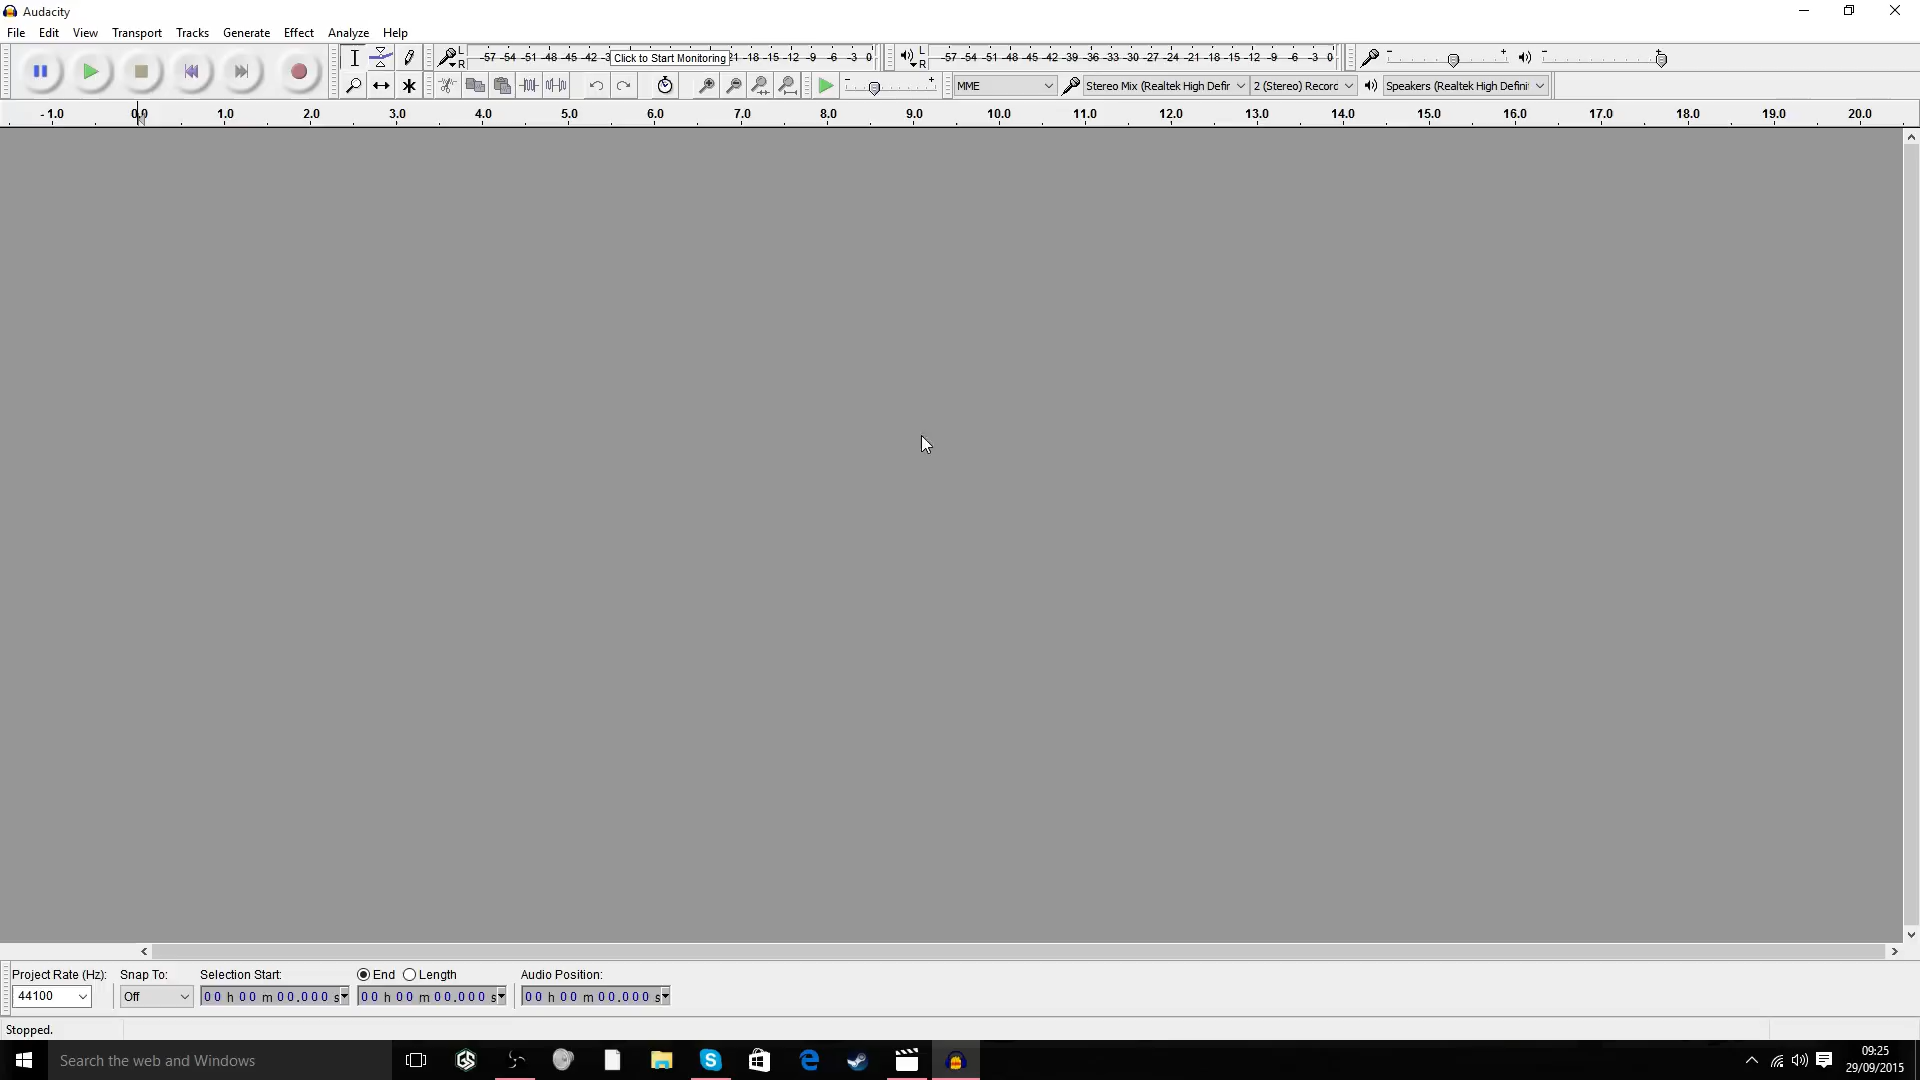 Audacity
File Edit View Transport Tracks Generate Effect Analyze Help
L R -57 -54 -51 -48 -45 -42 -3 Click to Start Monitoring 21 -18 -15 -12 -9 -6 -3 0 L R -57 -54 -51 -48 -45 -42 -39 -36 -33 -30 -27 -24 -21 -18 -15 -12 -9 -6 -3 0 - + - +
- + MME Stereo Mix (Realtek High Defir 2 (Stereo) Recorc Speakers (Realtek High Defini
- 1.0 0.0 1.0 2.0 3.0 4.0 5.0 6.0 7.0 8.0 9.0 10.0 11.0 12.0 13.0 14.0 15.0 16.0 17.0 18.0 19.0 20.0
Project Rate (Hz): Snap To: Selection Start: End Length Audio Position:
44100 Off 00 h 00 m 00.000 s 00 h 00 m 00.000 s 00 h 00 m 00.000 s
Stopped.
Search the web and Windows
GS
09:25
29/09/2015